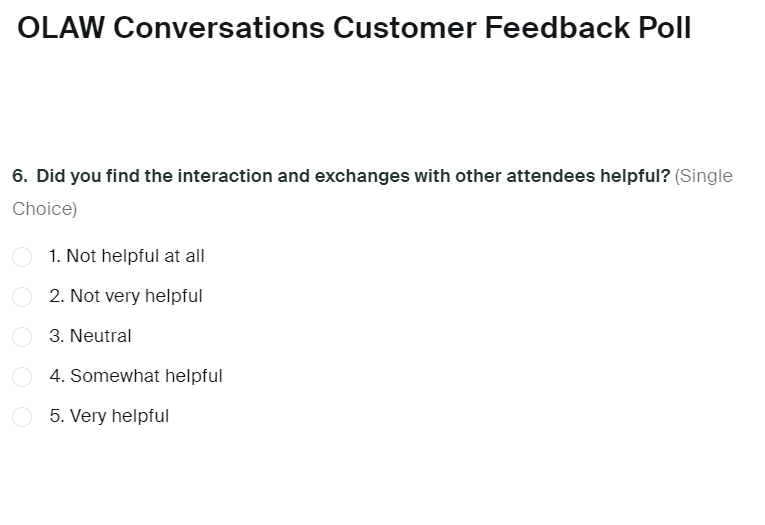 OLAW Conversations Customer Feedback Poll
6. Did you find the interaction and exchanges with other attendees helpful? (Single
Choice)
1. Not helpful at all
2. Not very helpful
3. Neutral
4. Somewhat helpful
5. Very helpful